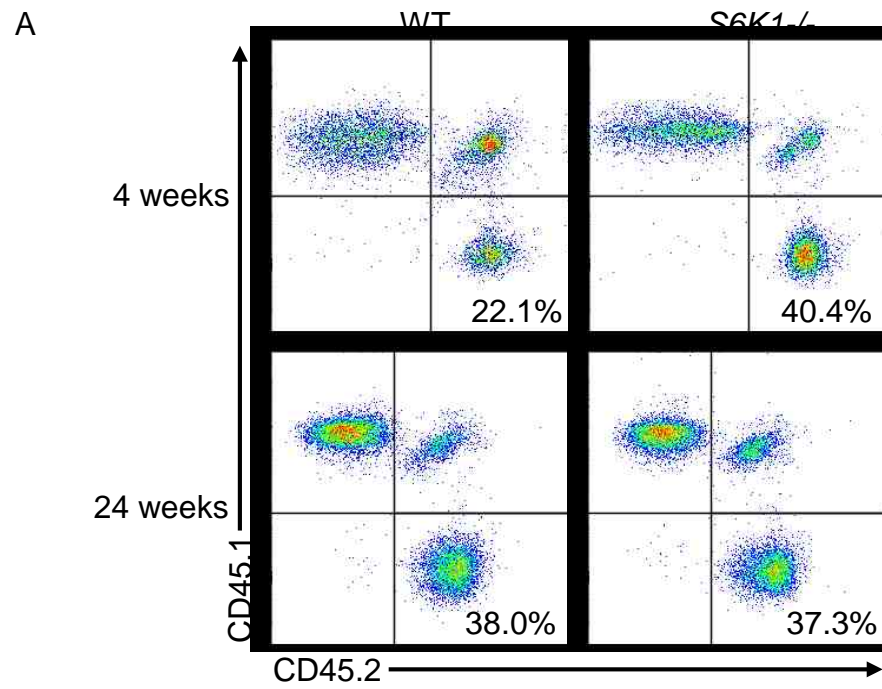 A
WT
S6K1-/-
4 weeks
22.1%
40.4%
24 weeks
38.0%
37.3%
CD45.1
CD45.2